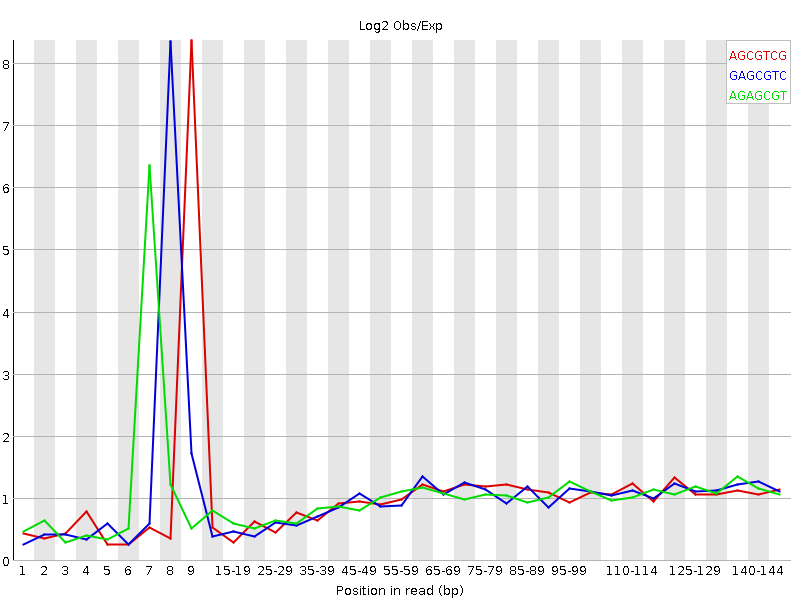 Log2 Obs/Exp
AGCGTCG
GAGCGTC
AGAGCGT
8
7
6
5
4
3
2
1
0
1 2 3 4 5 6 7 8 9 15-19 25-29 35-39 45-49 55-59 65-69 75-79 85-89 95-99 110-114 125-129 140-144
Position in read (bp)